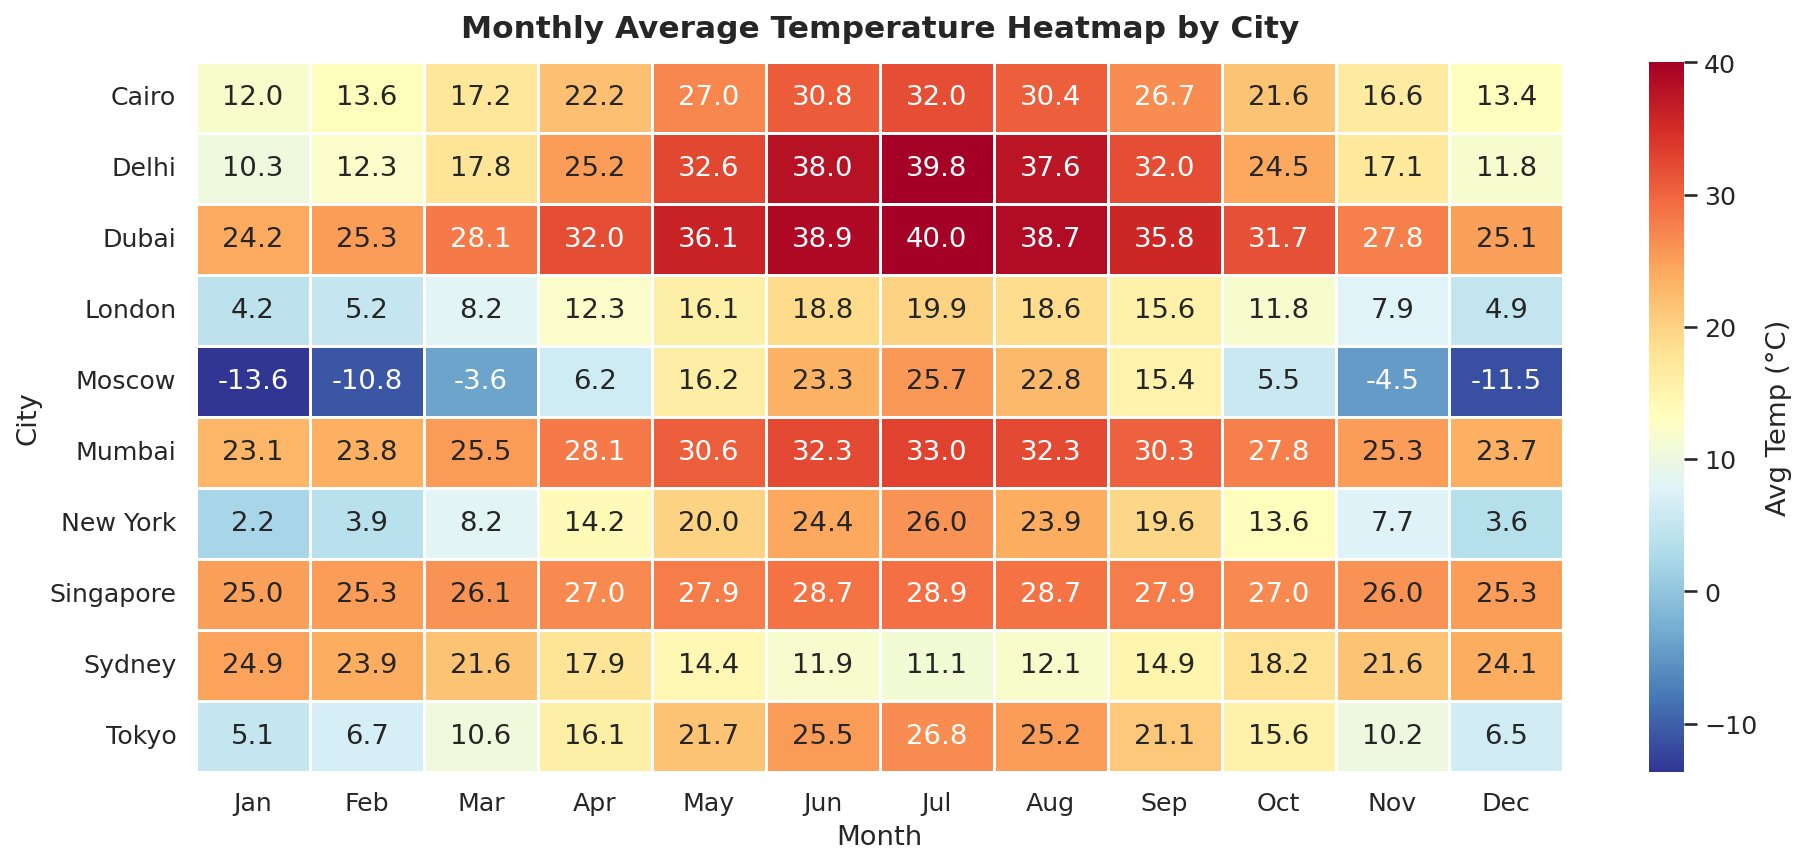 Monthly Average Temperature Heatmap by City
Cairo 12.0 13.6 17.2 22.2 27.0 30.8 32.0 30.4 26.7 21.6 16.6 13.4
Delhi 10.3 12.3 17.8 25.2 32.6 38.0 39.8 37.6 32.0 24.5 17.1 11.8
Dubai 24.2 25.3 28.1 32.0 36.1 38.9 40.0 38.7 35.8 31.7 27.8 25.1
London 4.2 5.2 8.2 12.3 16.1 18.8 19.9 18.6 15.6 11.8 7.9 4.9
Moscow -13.6 -10.8 -3.6 6.2 16.2 23.3 25.7 22.8 15.4 5.5 -4.5 -11.5
Mumbai 23.1 23.8 25.5 28.1 30.6 32.3 33.0 32.3 30.3 27.8 25.3 23.7
New York 2.2 3.9 8.2 14.2 20.0 24.4 26.0 23.9 19.6 13.6 7.7 3.6
Singapore 25.0 25.3 26.1 27.0 27.9 28.7 28.9 28.7 27.9 27.0 26.0 25.3
Sydney 24.9 23.9 21.6 17.9 14.4 11.9 11.1 12.1 14.9 18.2 21.6 24.1
Tokyo 5.1 6.7 10.6 16.1 21.7 25.5 26.8 25.2 21.1 15.6 10.2 6.5
Jan Feb Mar Apr May Jun Jul Aug Sep Oct Nov Dec
Month
City
40
30
20
10
0
−10
Avg Temp (°C)